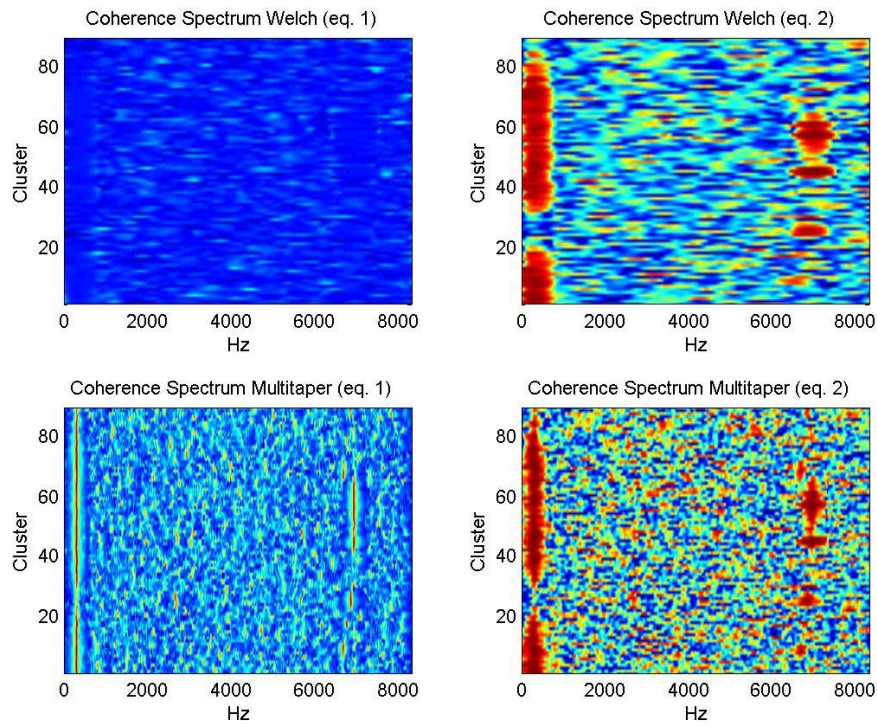 Coherence Spectrum Welch (eq. 1)
80
60
40
20
Cluster
0 2000 4000 6000 8000
Hz
Coherence Spectrum Welch (eq. 2)
80
60
40
20
Cluster
0 2000 4000 6000 8000
Hz
Coherence Spectrum Multitaper (eq. 1)
80
60
40
20
Cluster
0 2000 4000 6000 8000
Hz
Coherence Spectrum Multitaper (eq. 2)
80
60
40
20
Cluster
0 2000 4000 6000 8000
Hz